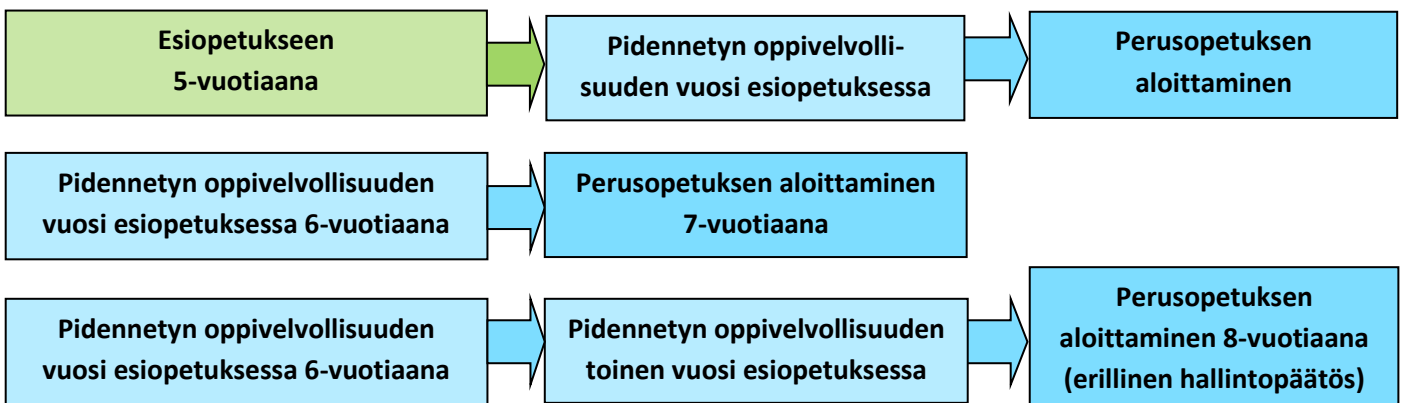 Esiopetukseen
5-vuotiaana
Pidennetyn oppivelvolli-
suuden vuosi esiopetuksessa
Perusopetuksen
aloittaminen
Pidennetyn oppivelvollisuuden
vuosi esiopetuksessa 6-vuotiaana
Perusopetuksen aloittaminen
7-vuotiaana
Pidennetyn oppivelvollisuuden
vuosi esiopetuksessa 6-vuotiaana
Pidennetyn oppivelvollisuuden
toinen vuosi esiopetuksessa
Perusopetuksen
aloittaminen 8-vuotiaana
(erillinen hallintopäätös)